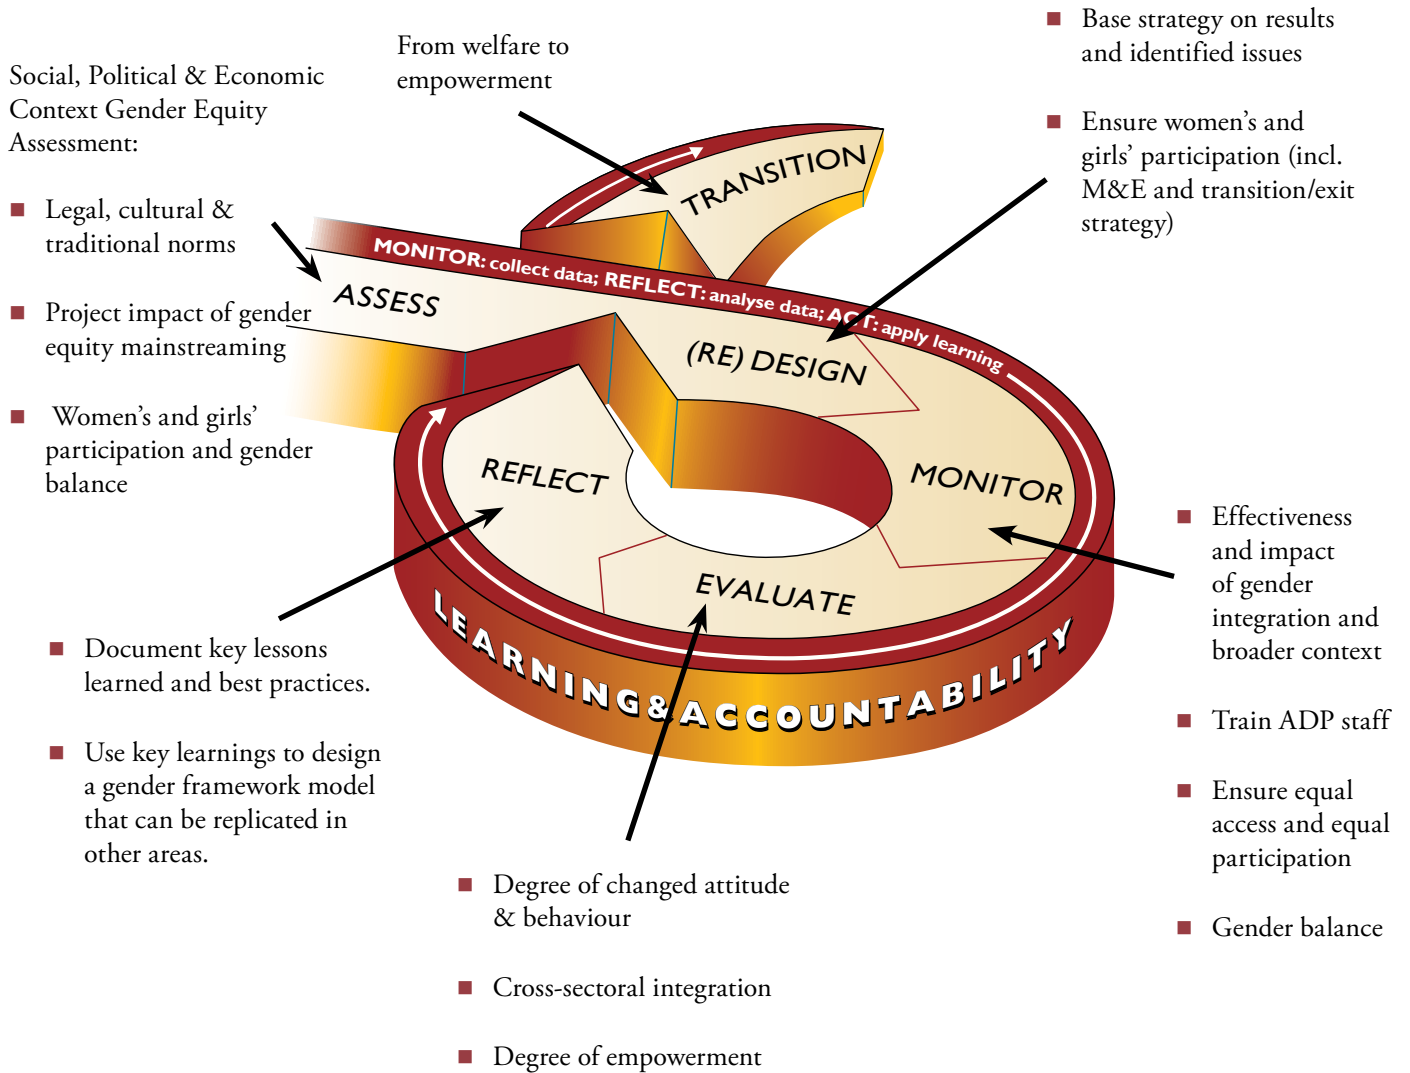 Social, Political & Economic
Context Gender Equity
Assessment:
Legal, cultural &
traditional norms
Project impact of gender
equity mainstreaming
Women’s and girls’
participation and gender
balance
From welfare to
empowerment
Base strategy on results
and identified issues
Ensure women’s and
girls’ participation (incl.
M&E and transition/exit
strategy)
TRANSITION
MONITOR: collect data; REFLECT: analyse data; ACT: apply learning
ASSESS
(RE) DESIGN
MONITOR
REFLECT
EVALUATE
LEARNING & ACCOUNTABILITY
Effectiveness
and impact
of gender
integration and
broader context
Train ADP staff
Ensure equal
access and equal
participation
Gender balance
Document key lessons
learned and best practices.
Use key learnings to design
a gender framework model
that can be replicated in
other areas.
Degree of changed attitude
& behaviour
Cross-sectoral integration
Degree of empowerment